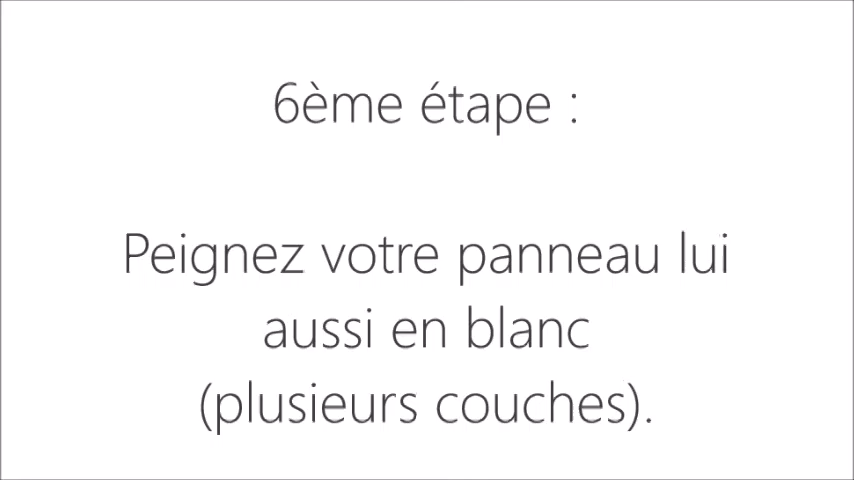 6ème étape :
Peignez votre panneau lui
aussi en blanc
(plusieurs couches).